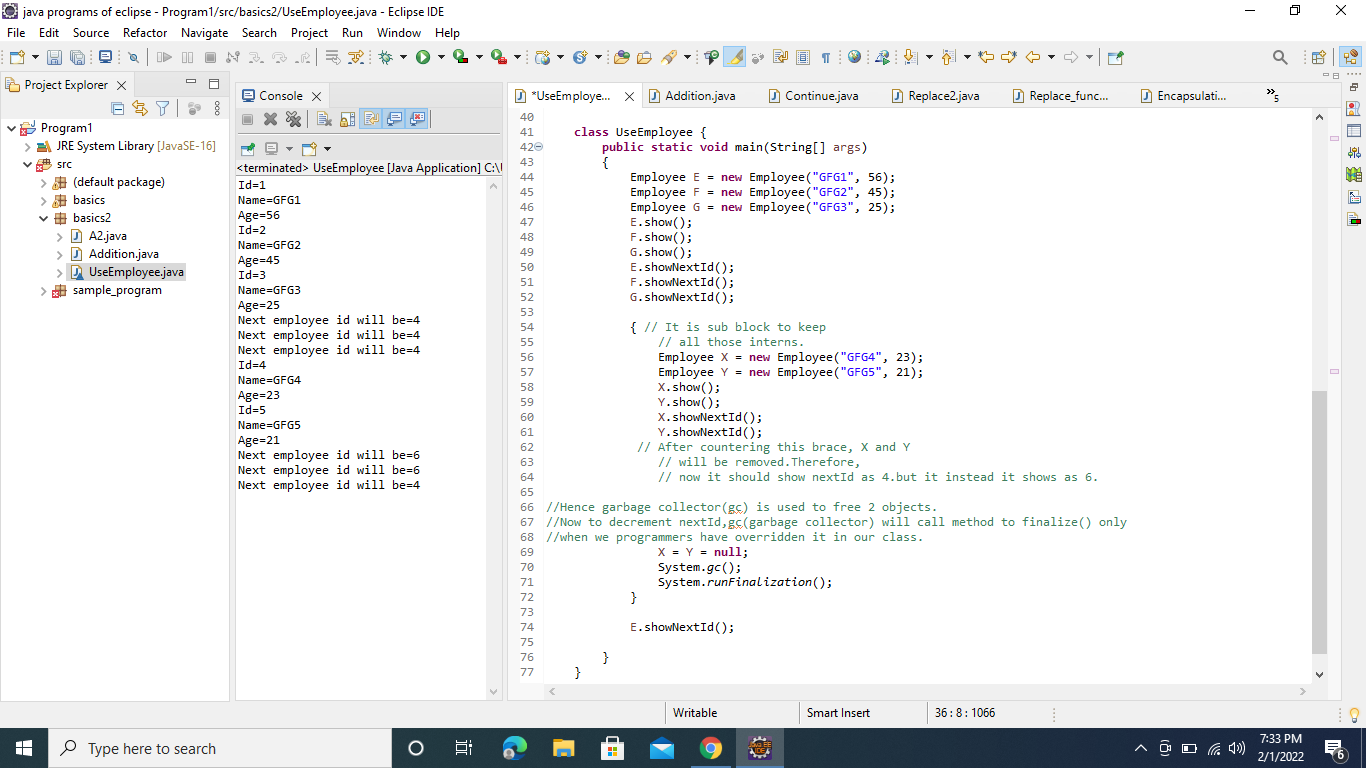 java programs of eclipse - Program1/src/basics2/UseEmployee.java - Eclipse IDE
File Edit Source Refactor Navigate Search Project Run Window Help
Project Explorer
Program1
JRE System Library [JavaSE-16]
src
(default package)
basics
basics2
A2.java
Addition.java
UseEmployee.java
sample_program
Console
<terminated> UseEmployee [Java Application] C:\
Id=1
Name=GFG1
Age=56
Id=2
Name=GFG2
Age=45
Id=3
Name=GFG3
Age=25
Next employee id will be=4
Next employee id will be=4
Next employee id will be=4
Id=4
Name=GFG4
Age=23
Id=5
Name=GFG5
Age=21
Next employee id will be=6
Next employee id will be=6
Next employee id will be=4
*UseEmploye... Addition.java Continue.java Replace2.java Replace_func... Encapsulati... »5
40
41 class UseEmployee {
42 public static void main(String[] args)
43 {
44 Employee E = new Employee("GFG1", 56);
45 Employee F = new Employee("GFG2", 45);
46 Employee G = new Employee("GFG3", 25);
47 E.show();
48 F.show();
49 G.show();
50 E.showNextId();
51 F.showNextId();
52 G.showNextId();
53
54 { // It is sub block to keep
55 // all those interns.
56 Employee X = new Employee("GFG4", 23);
57 Employee Y = new Employee("GFG5", 21);
58 X.show();
59 Y.show();
60 X.showNextId();
61 Y.showNextId();
62 // After countering this brace, X and Y
63 // will be removed.Therefore,
64 // now it should show nextId as 4.but it instead it shows as 6.
65
66 //Hence garbage collector(gc) is used to free 2 objects.
67 //Now to decrement nextId,gc(garbage collector) will call method to finalize() only
68 //when we programmers have overridden it in our class.
69 X = Y = null;
70 System.gc();
71 System.runFinalization();
72 }
73
74 E.showNextId();
75
76 }
77 }
Writable Smart Insert 36 : 8 : 1066
Type here to search
7:33 PM
2/1/2022
6